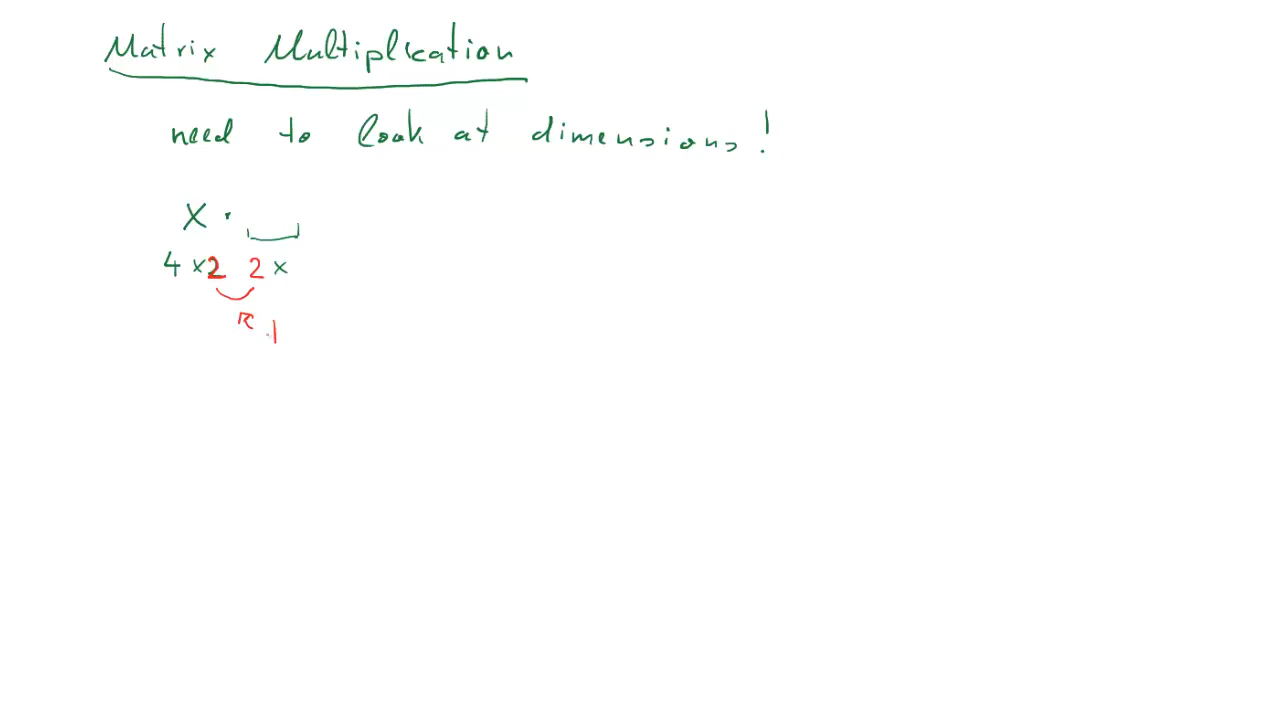 Matrix Multiplication
need to look at dimensions!
X ·
4 x 2 2 x